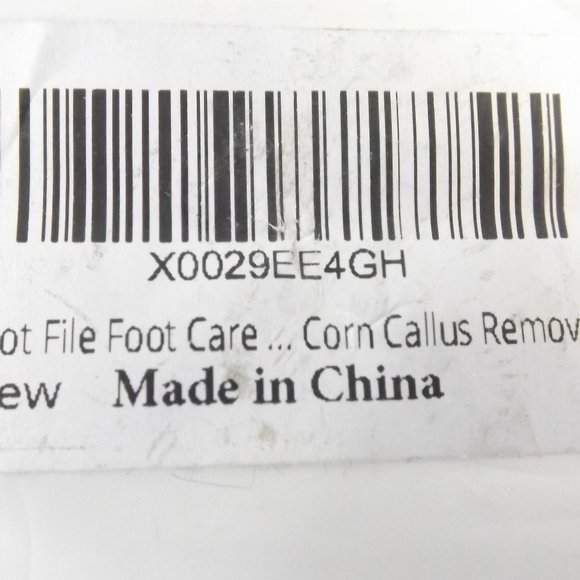 X0029EE4GH
ot File Foot Care ... Corn Callus Remov
ew Made in China